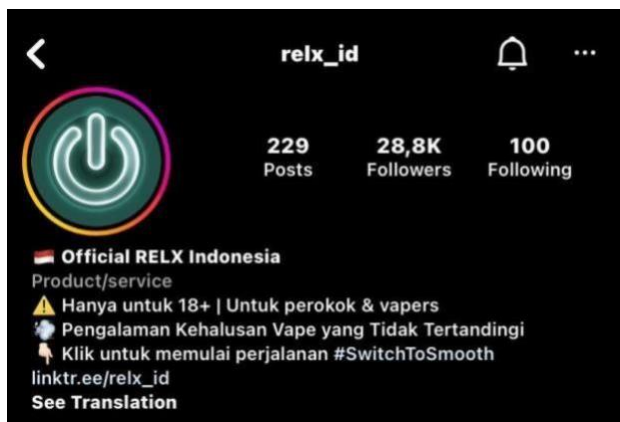 relx_id
229 28,8K 100
Posts Followers Following
🇮🇩 Official RELX Indonesia
Product/service
⚠️ Hanya untuk 18+ | Untuk perokok & vapers
💨 Pengalaman Kehalusan Vape yang Tidak Tertandingi
👇🏻 Klik untuk memulai perjalanan #SwitchToSmooth
linktr.ee/relx_id
See Translation